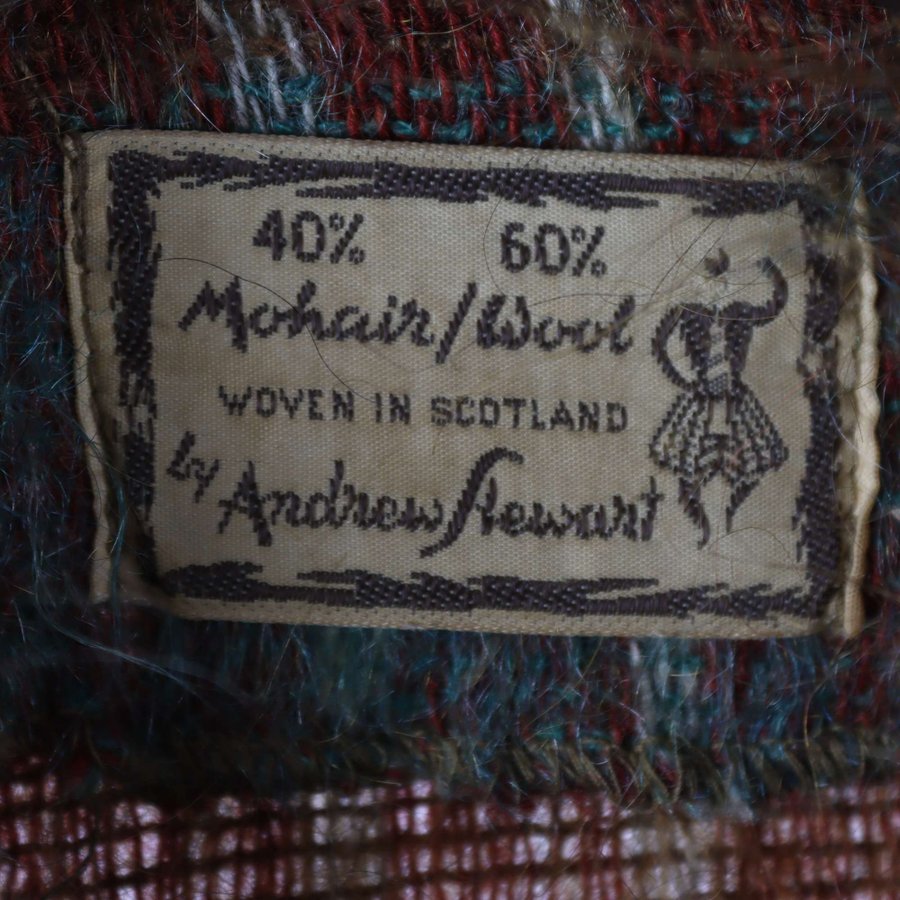 40% 60%
Mohair/Wool
WOVEN IN SCOTLAND
by Andrew Stewart